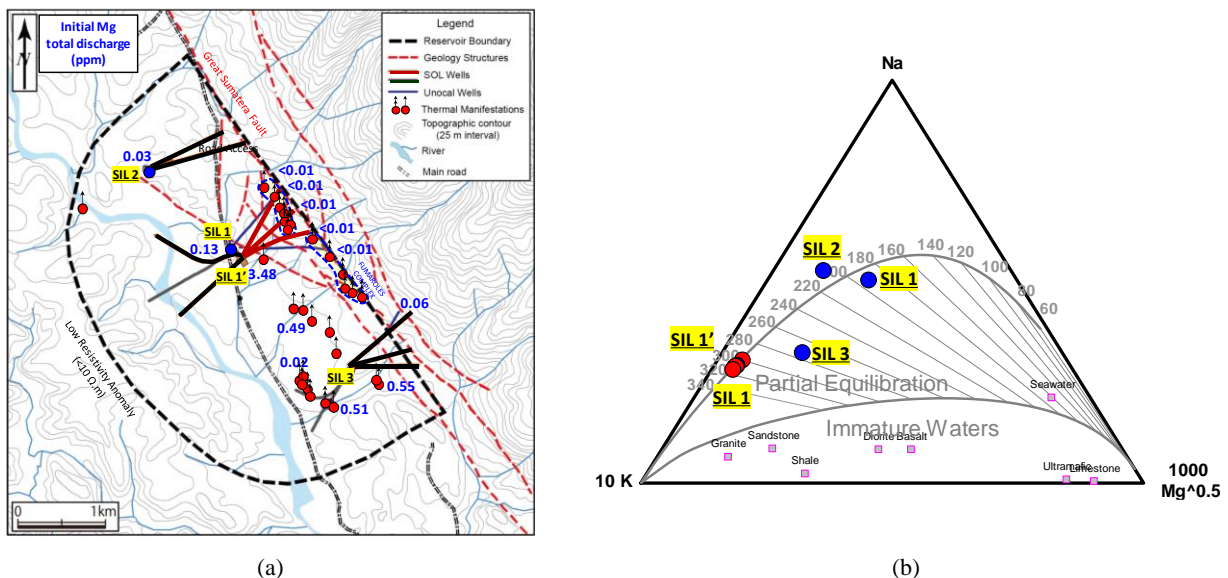 Initial Mg
total discharge
(ppm)
N
Legend
Reservoir Boundary
Geology Structures
SOL Wells
Unocal Wells
Thermal Manifestations
Topographic contour
(25 m interval)
River
Main road
Great Sumatera Fault
Road Access
0.03
SIL 2
<0.01
<0.01
<0.01
<0.01
<0.01
SIL 1
0.13
SIL 1’
3.48
FUMAROLES
COMPLEX
0.06
0.49
0.02
SIL 3
0.55
0.51
Low Resistivity Anomaly
(<10 Ω.m)
0 1km
(a)
Na
SIL 2
160 140 120
180
SIL 1
100
200
220
80
240
60
260
SIL 1’
280
SIL 3
300
320
340
Partial Equilibration
SIL 1
Seawater
Immature Waters
Granite
Sandstone
Shale
Diorite
Basalt
Ultramafic
Limestone
10 K
1000
Mg^0.5
(b)